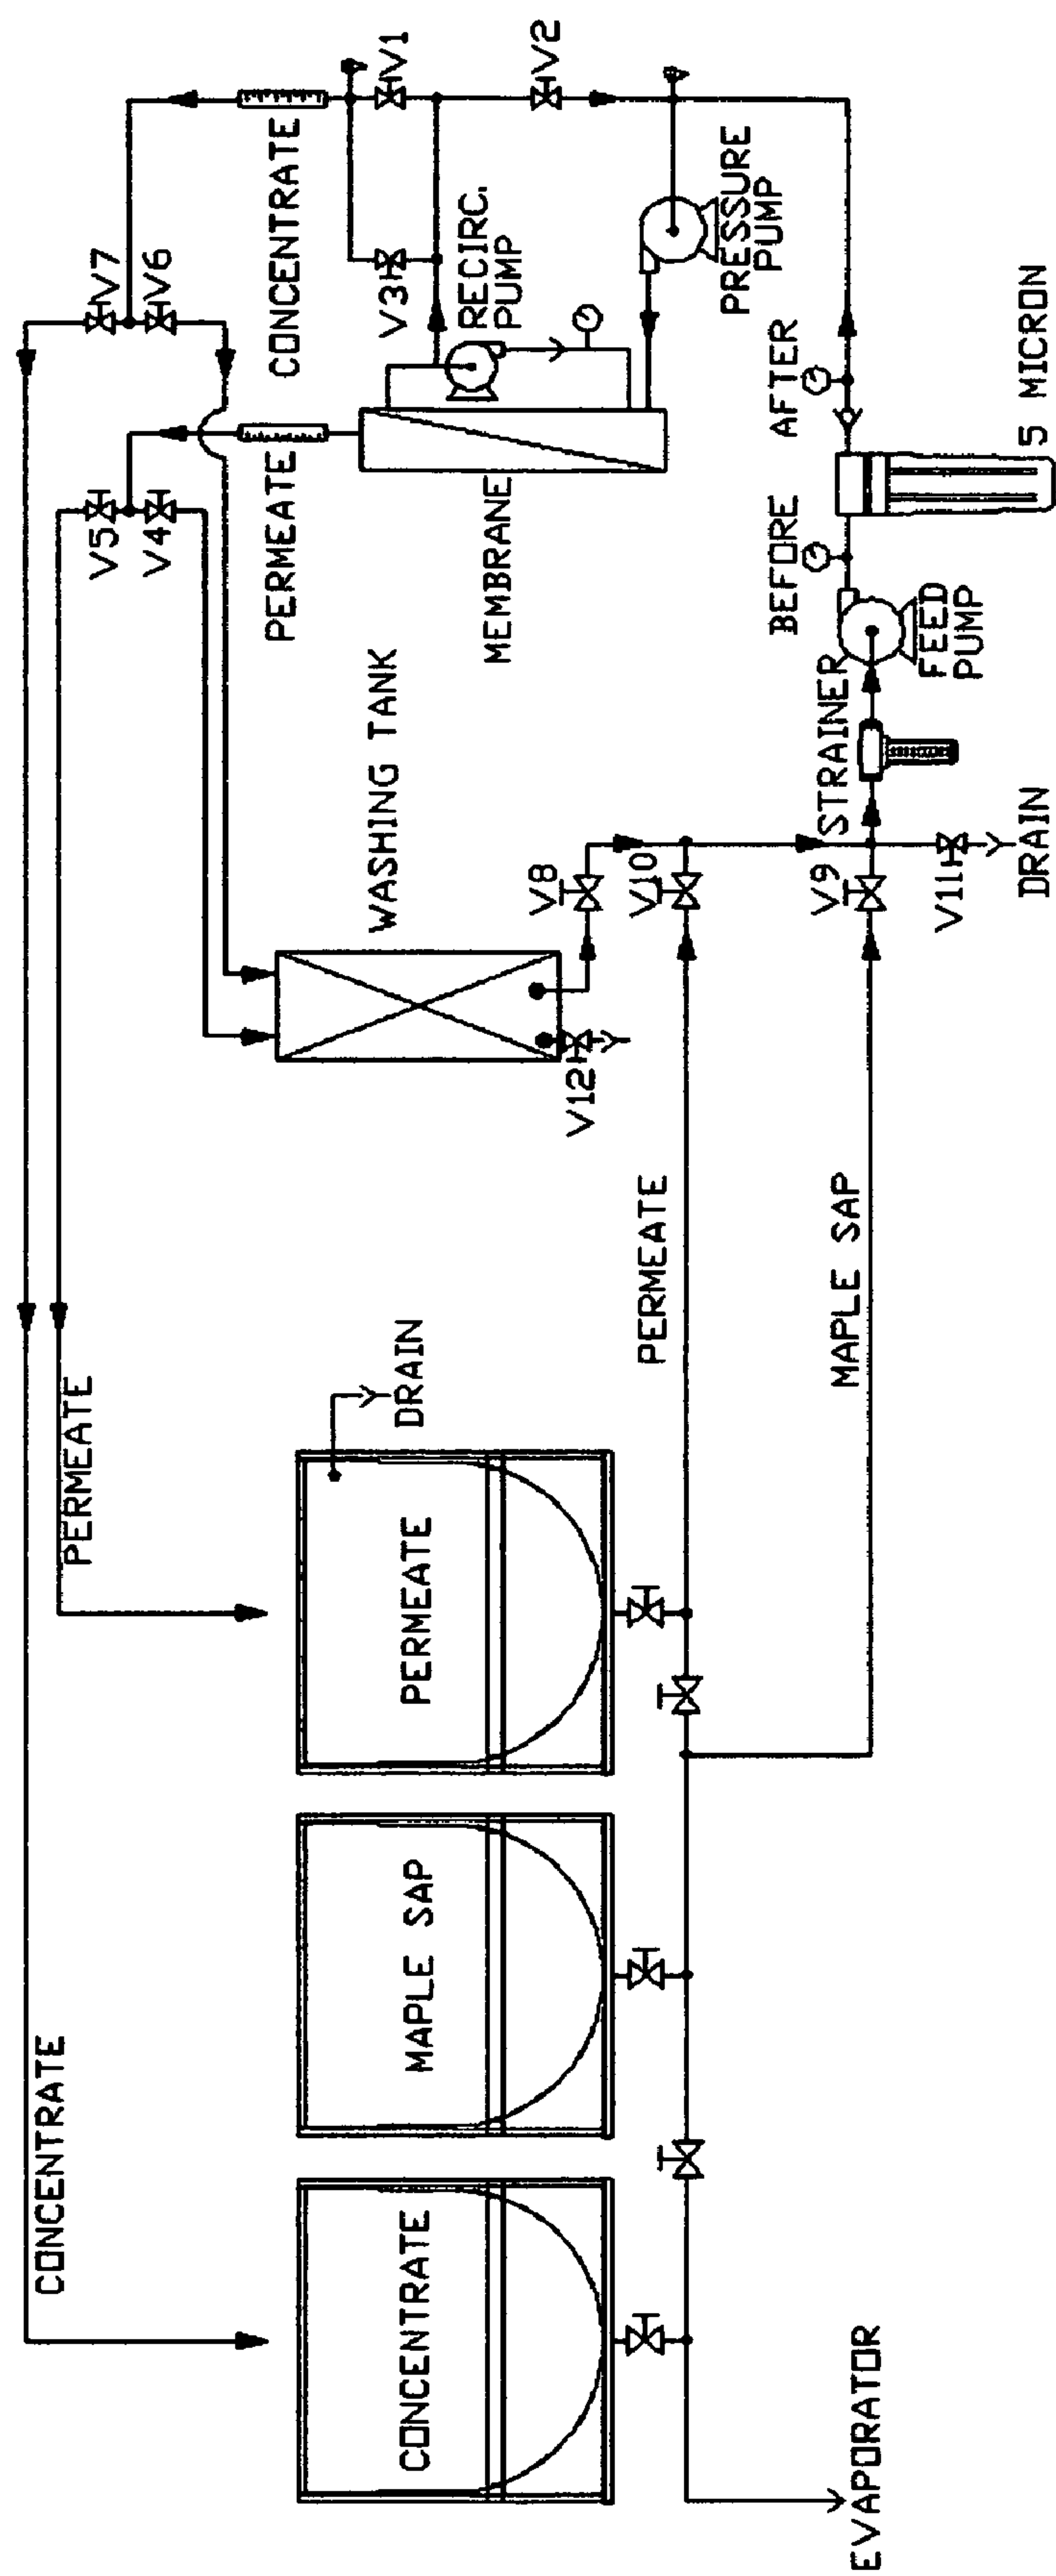 CONCENTRATE
PERMEATE
V7
V6
V5
V4
CONCENTRATE
PERMEATE
V1
V2
V3
RECIRC.
PUMP
MEMBRANE
PRESSURE
PUMP
WASHING TANK
V12
V8
V10
V9
V11
DRAIN
STRAINER
FEED
PUMP
BEFORE
AFTER
5 MICRON
CONCENTRATE
MAPLE SAP
PERMEATE
DRAIN
PERMEATE
MAPLE SAP
EVAPORATOR